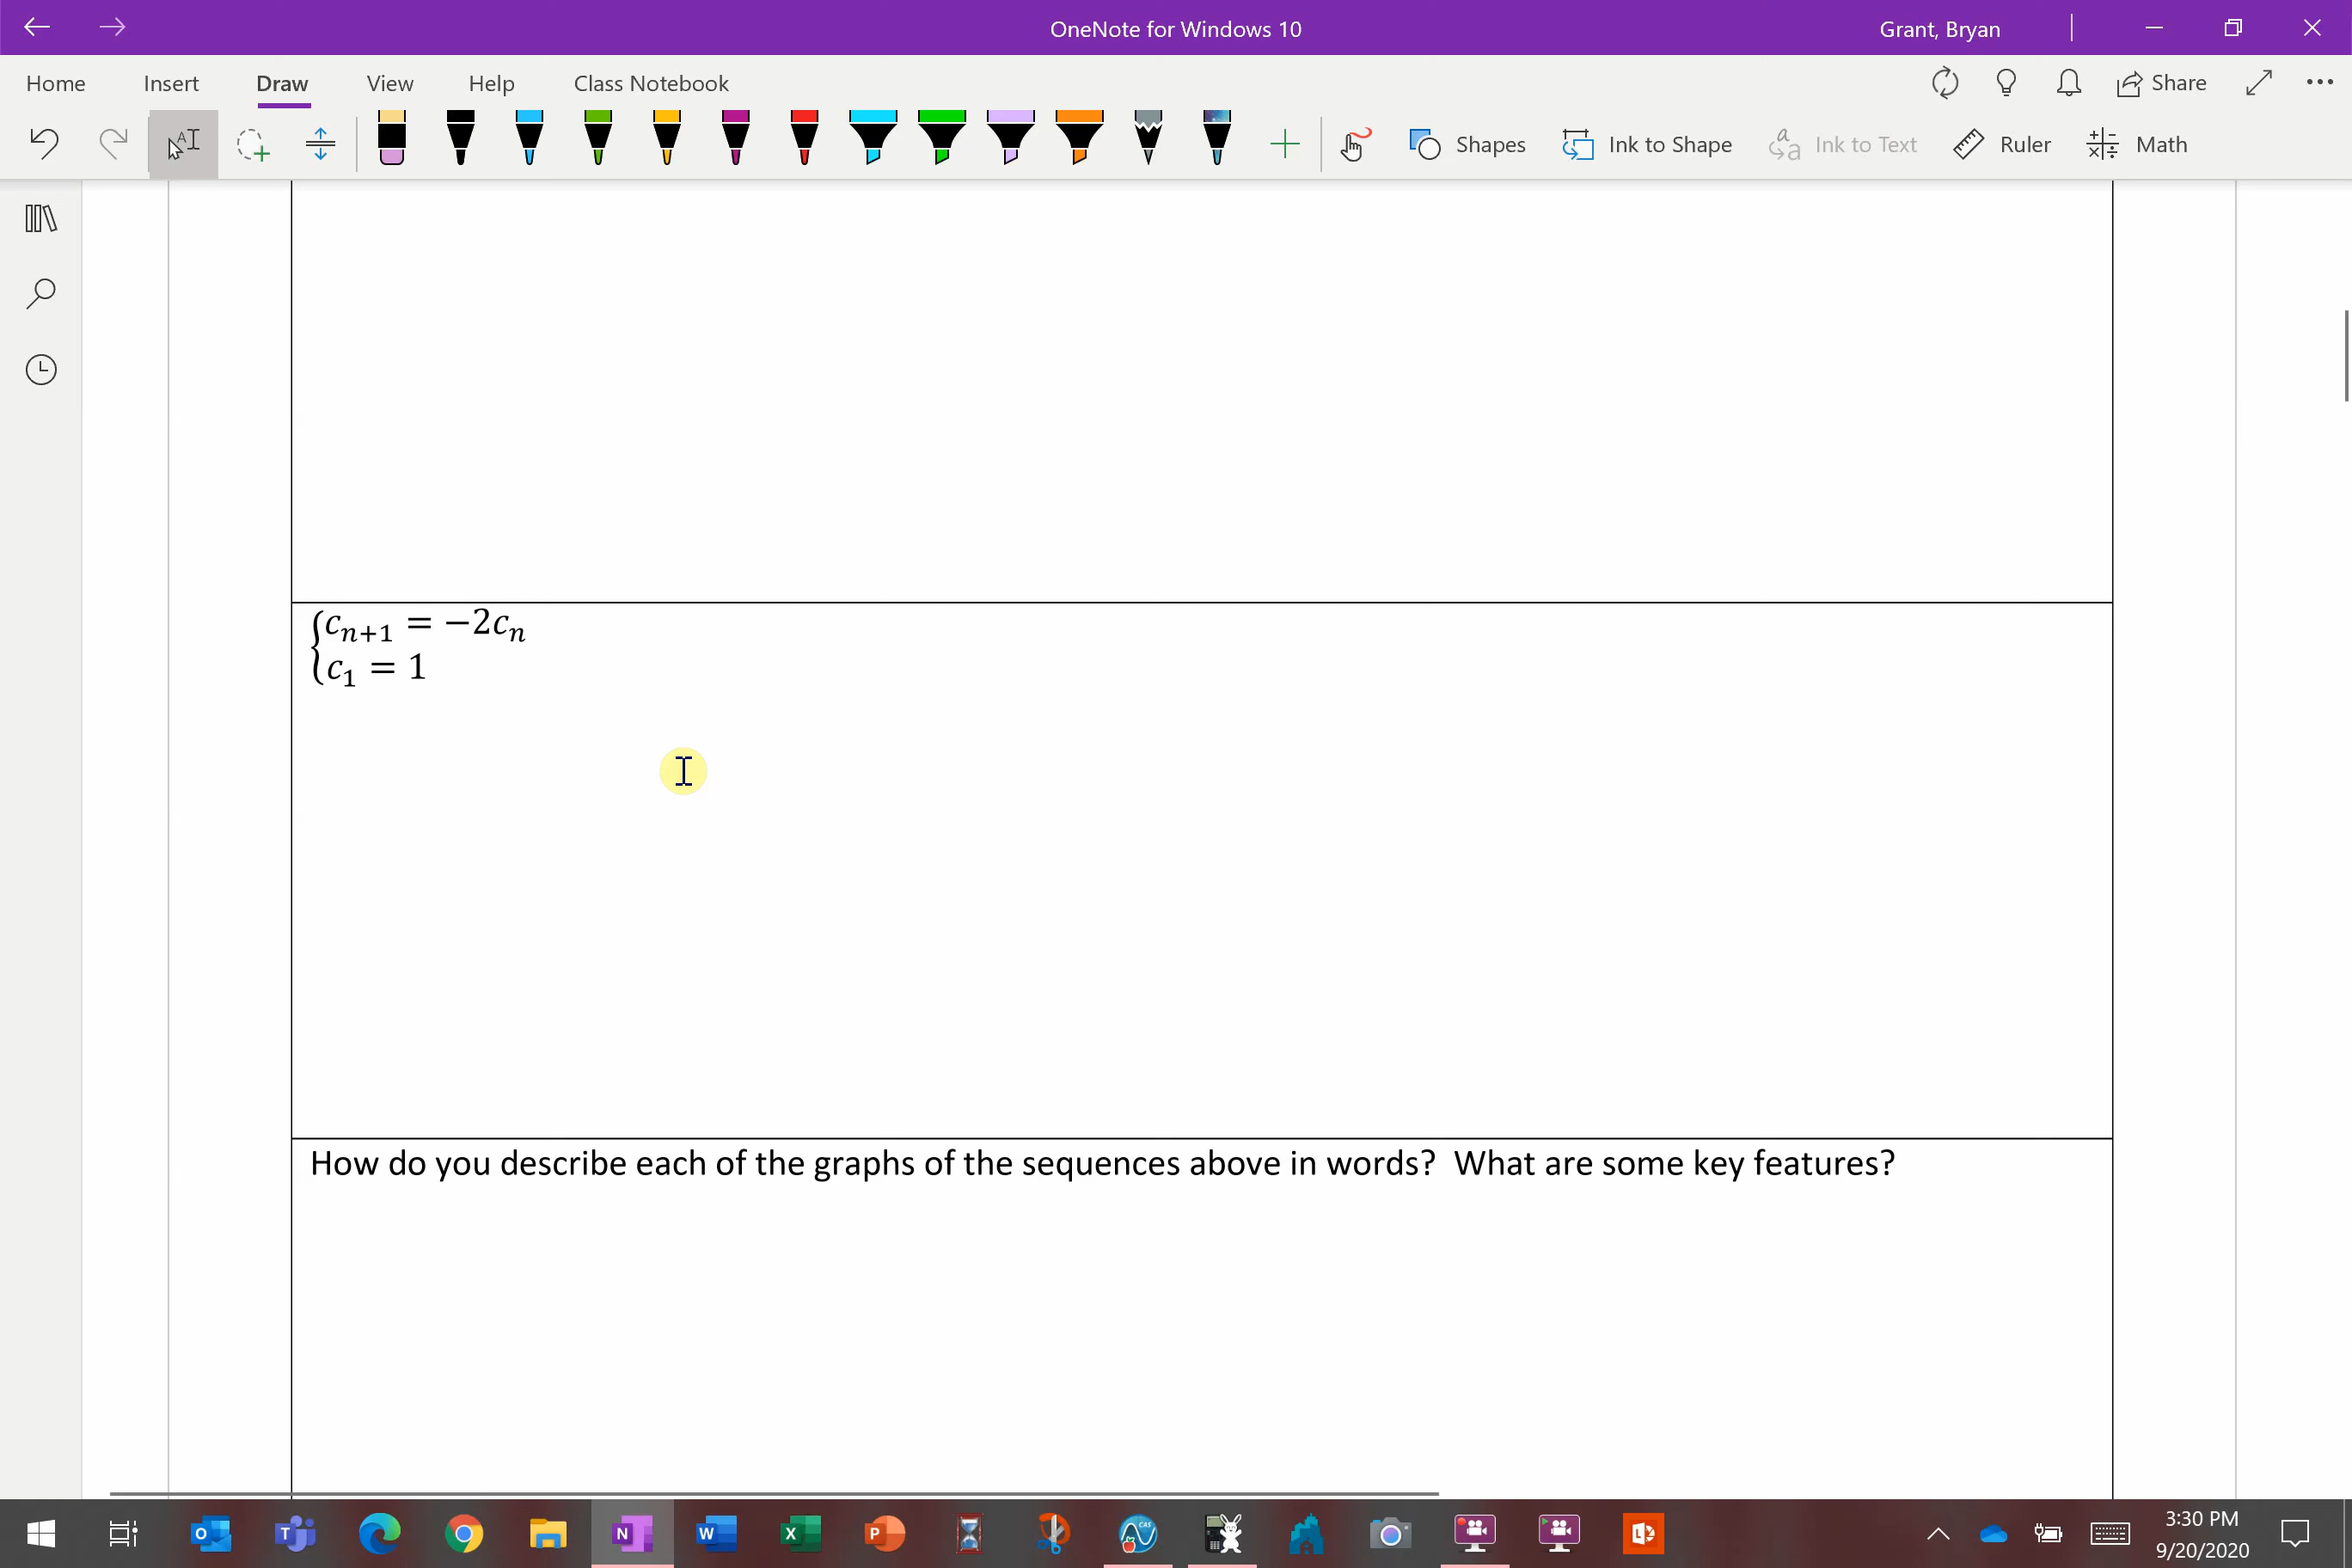 OneNote for Windows 10
Grant, Bryan
Home Insert Draw View Help Class Notebook
Share
Shapes Ink to Shape Ink to Text Ruler Math
c_{n+1} = −2c_n
c_1 = 1
How do you describe each of the graphs of the sequences above in words? What are some key features?
3:30 PM
9/20/2020